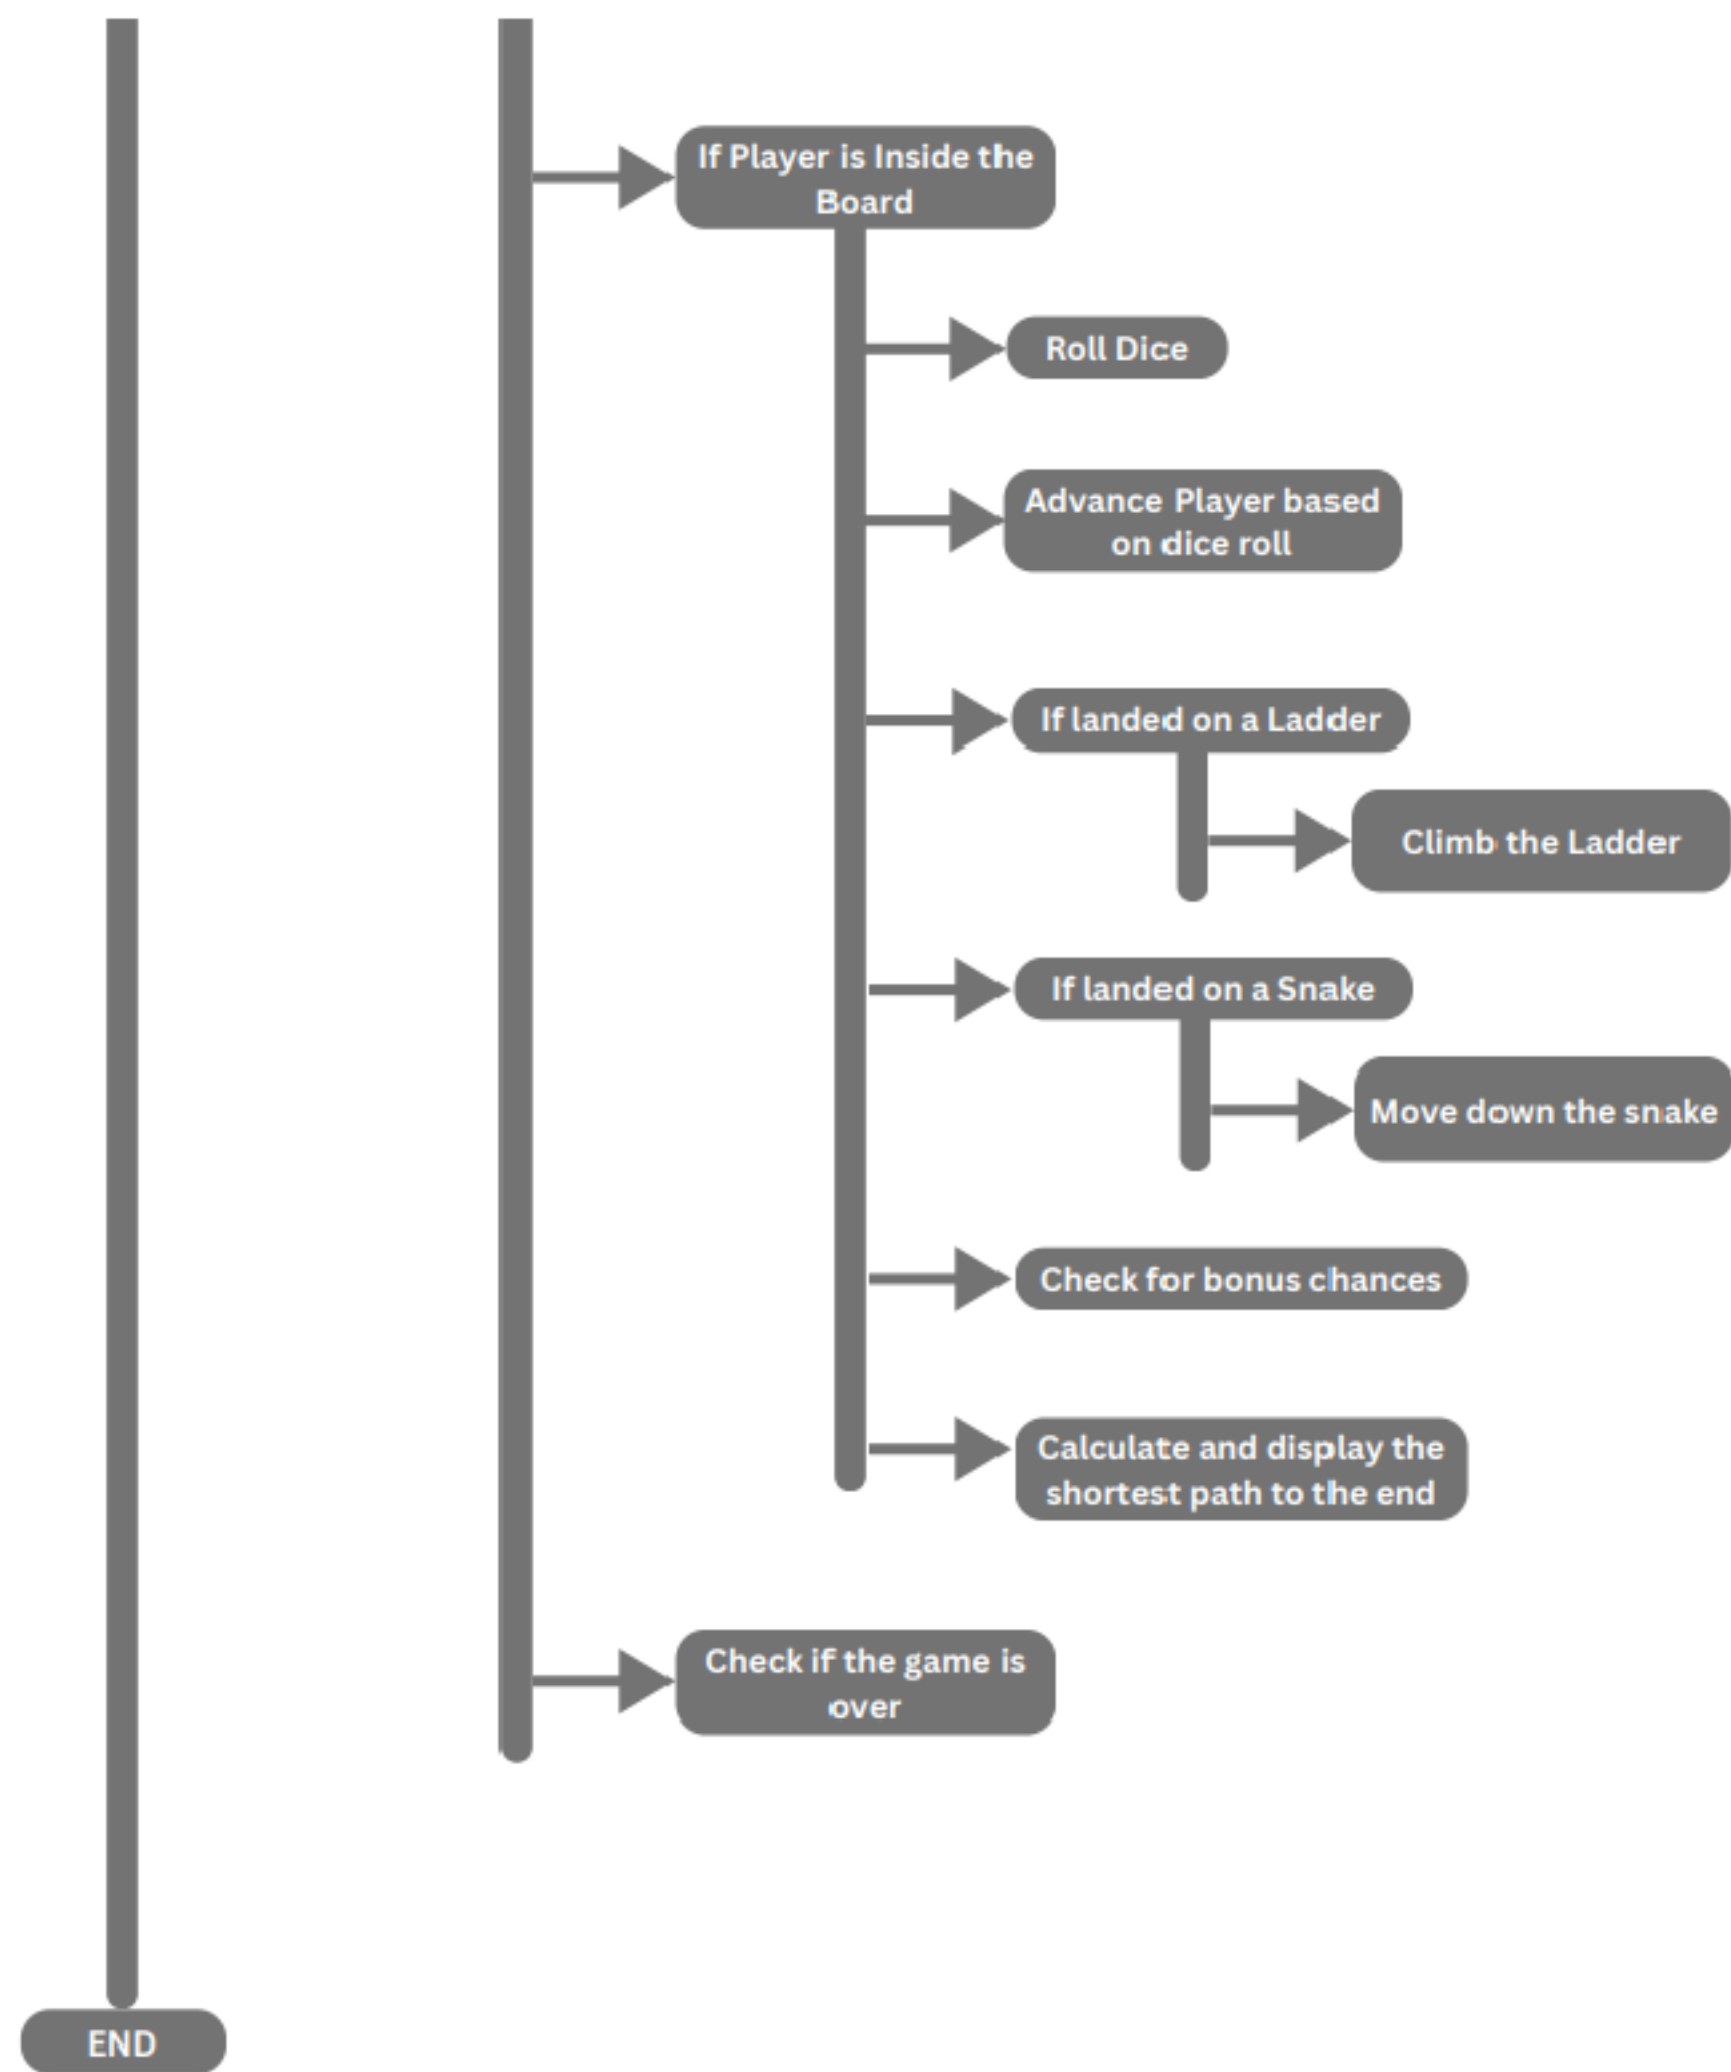 If Player is Inside the
Board
Roll Dice
Advance Player based
on dice roll
If landed on a Ladder
Climb the Ladder
If landed on a Snake
Move down the snake
Check for bonus chances
Calculate and display the
shortest path to the end
Check if the game is
over
END